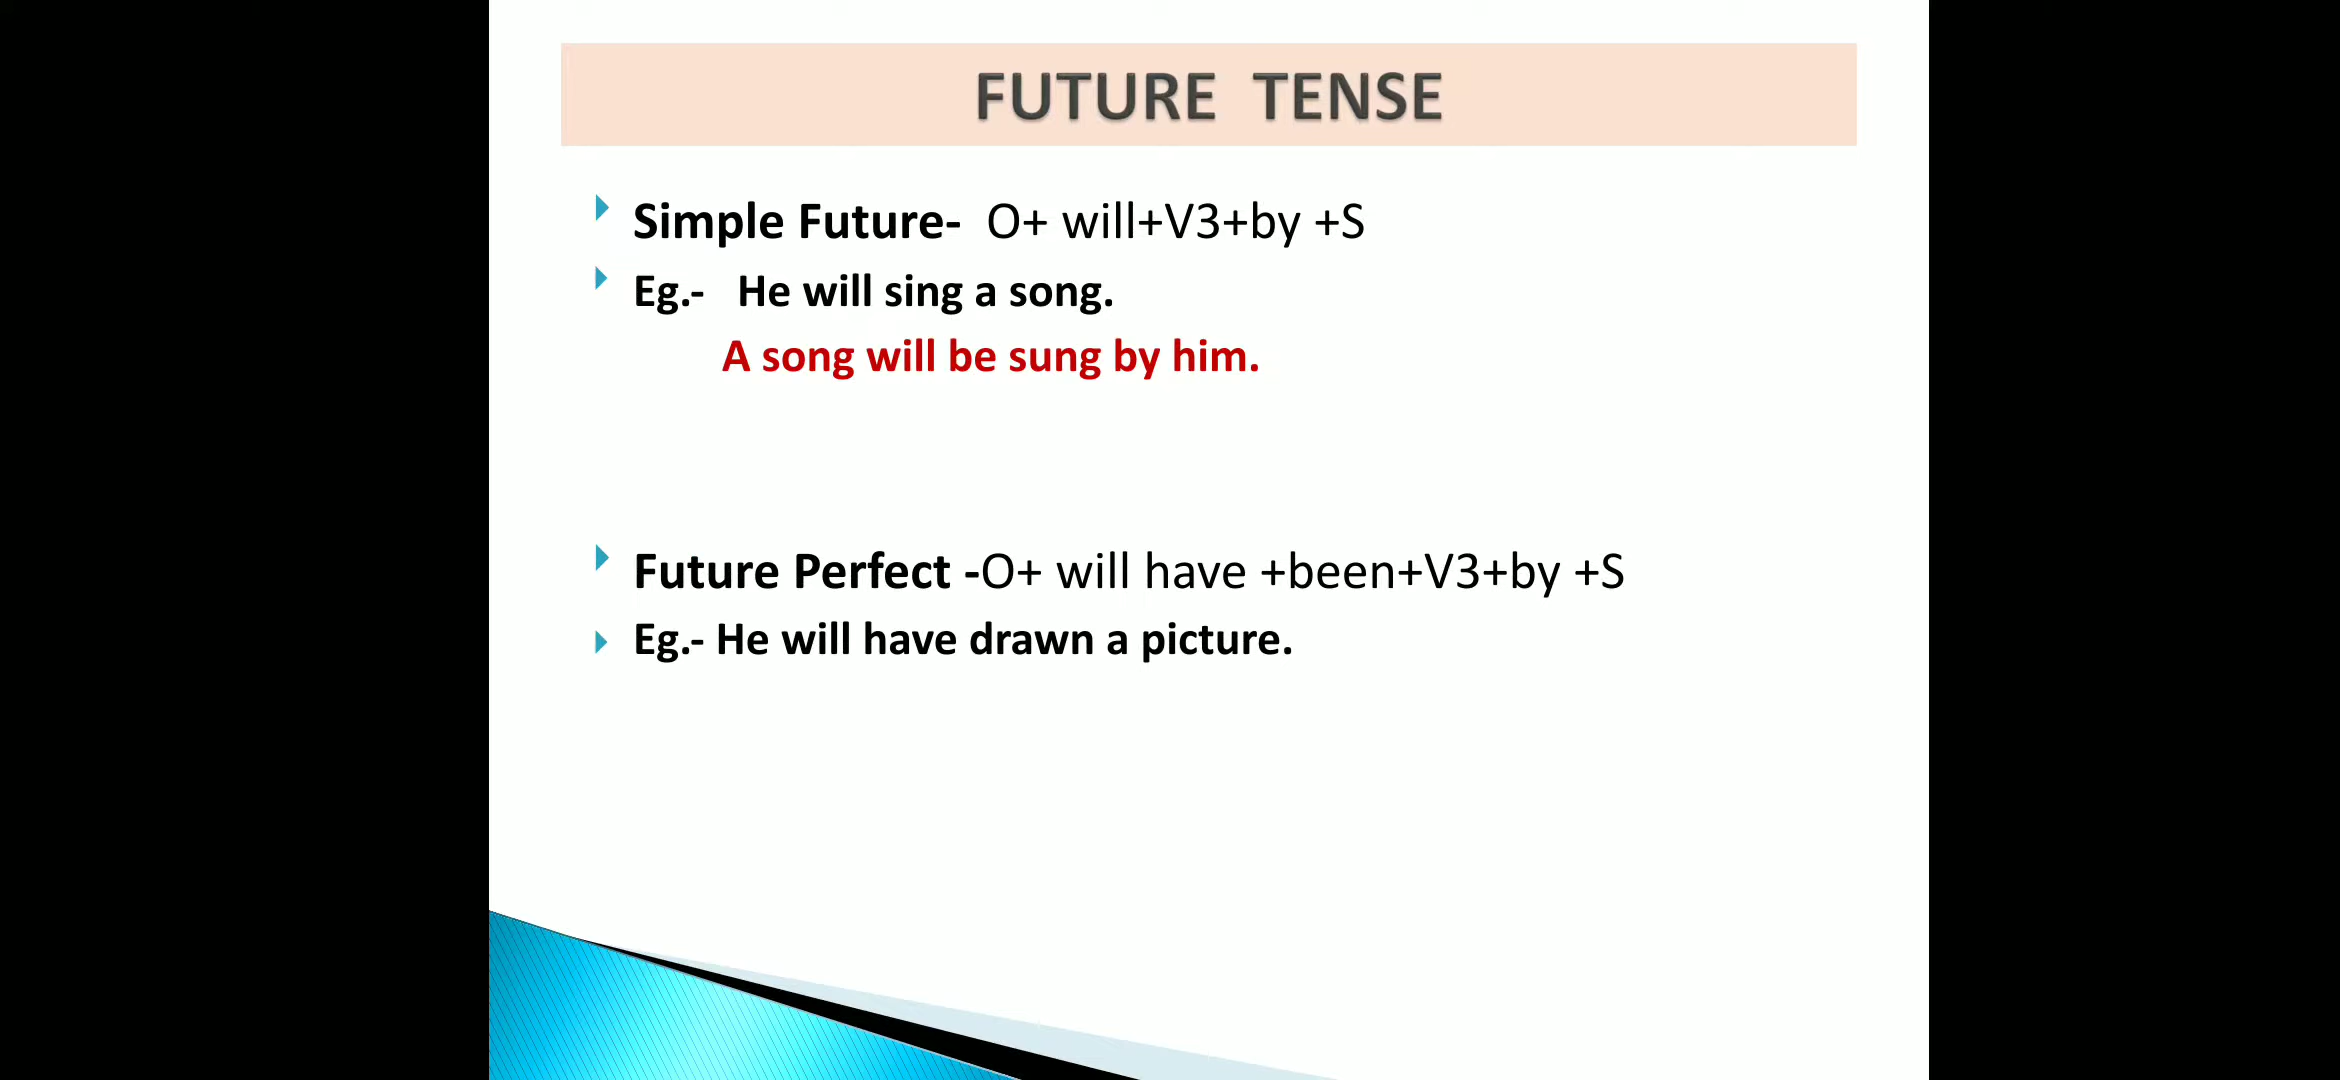 FUTURE TENSE
Simple Future- O+ will+V3+by +S
Eg.- He will sing a song.
A song will be sung by him.
Future Perfect -O+ will have +been+V3+by +S
Eg.- He will have drawn a picture.